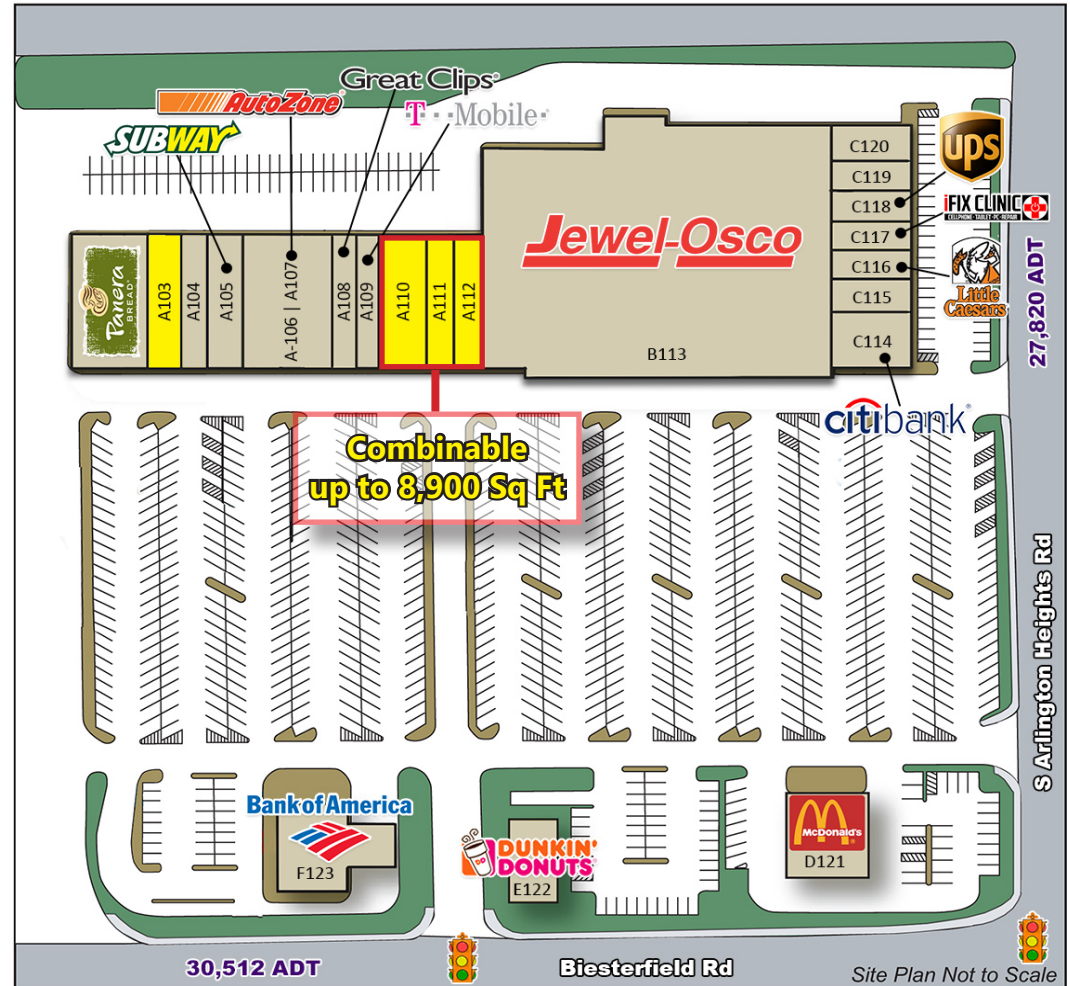 Great Clips
AutoZone
T··Mobile·
SUBWAY
C120
ups
C119
C118
iFIX CLINIC
CELLPHONE·TABLET·PC·REPAIR
C117
C116
Little
Caesars
C115
C114
27,820 ADT
Jewel-Osco
B113
Panera
BREAD
A103
A104
A105
A-106 | A107
A108
A109
A110
A111
A112
citibank
Combinable
up to 8,900 Sq Ft
S Arlington Heights Rd
Bank of America
F123
DUNKIN'
DONUTS
DD
E122
McDonald's
D121
30,512 ADT
Biesterfield Rd
Site Plan Not to Scale